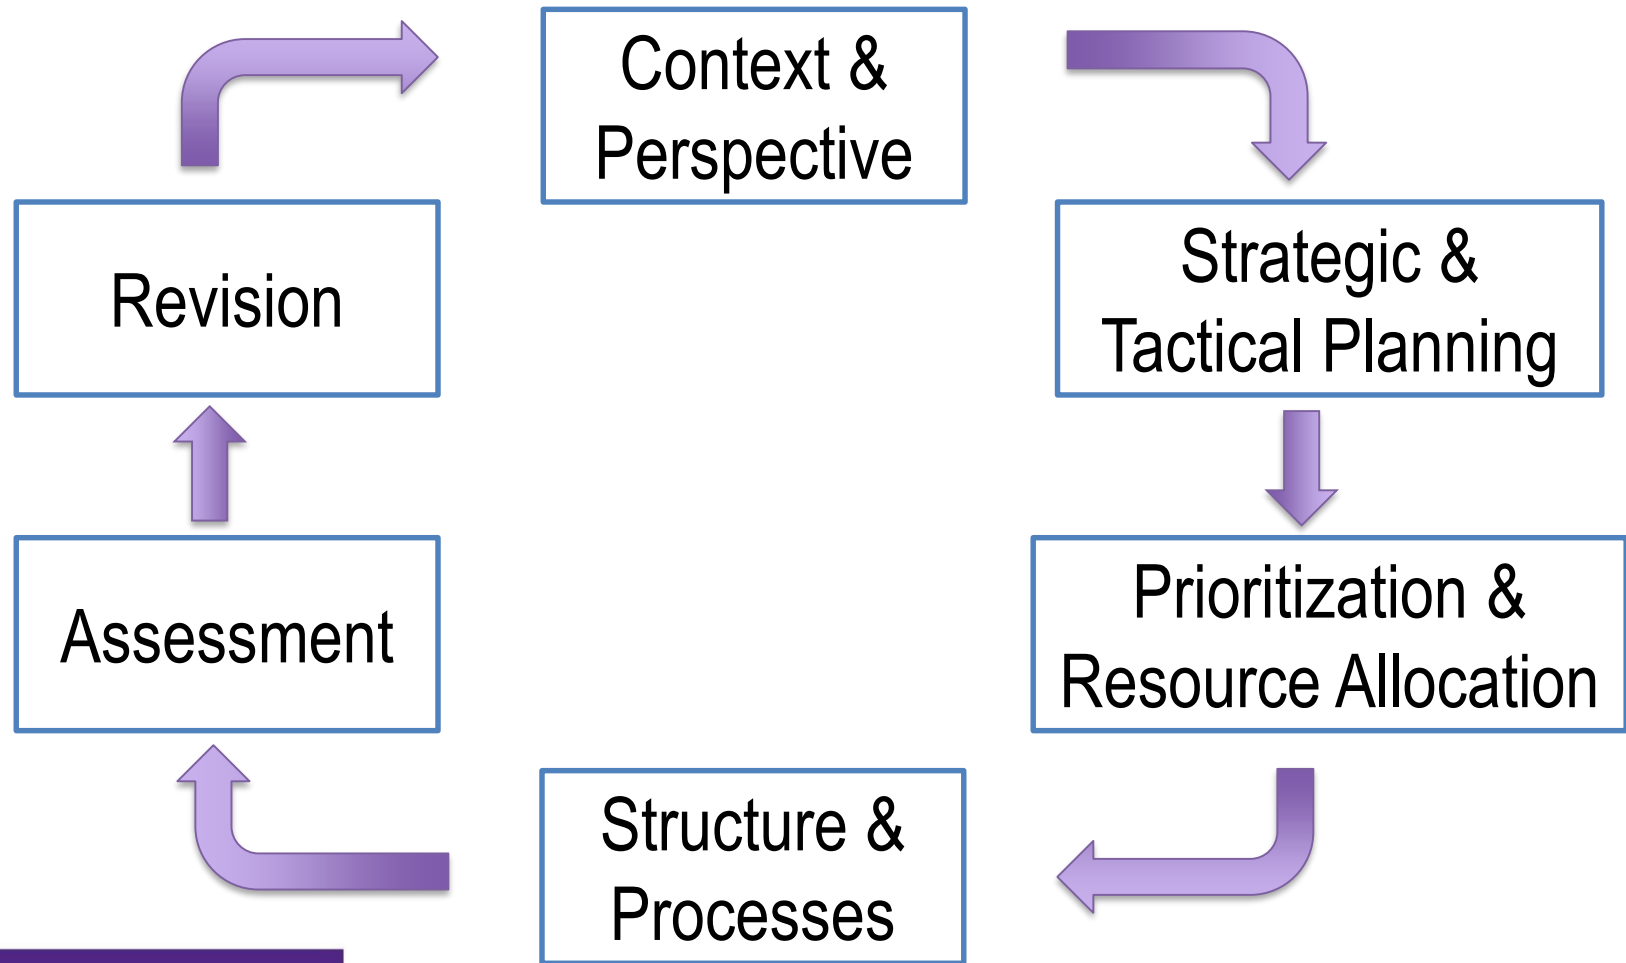 Context &
Perspective
Strategic &
Tactical Planning
Prioritization &
Resource Allocation
Structure &
Processes
Assessment
Revision